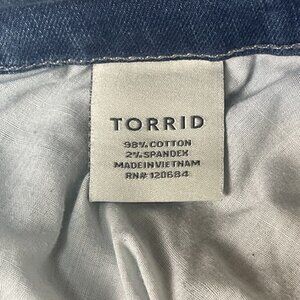 TORRID
98% COTTON
2% SPANDEX
MADE IN VIETNAM
RN# 120684